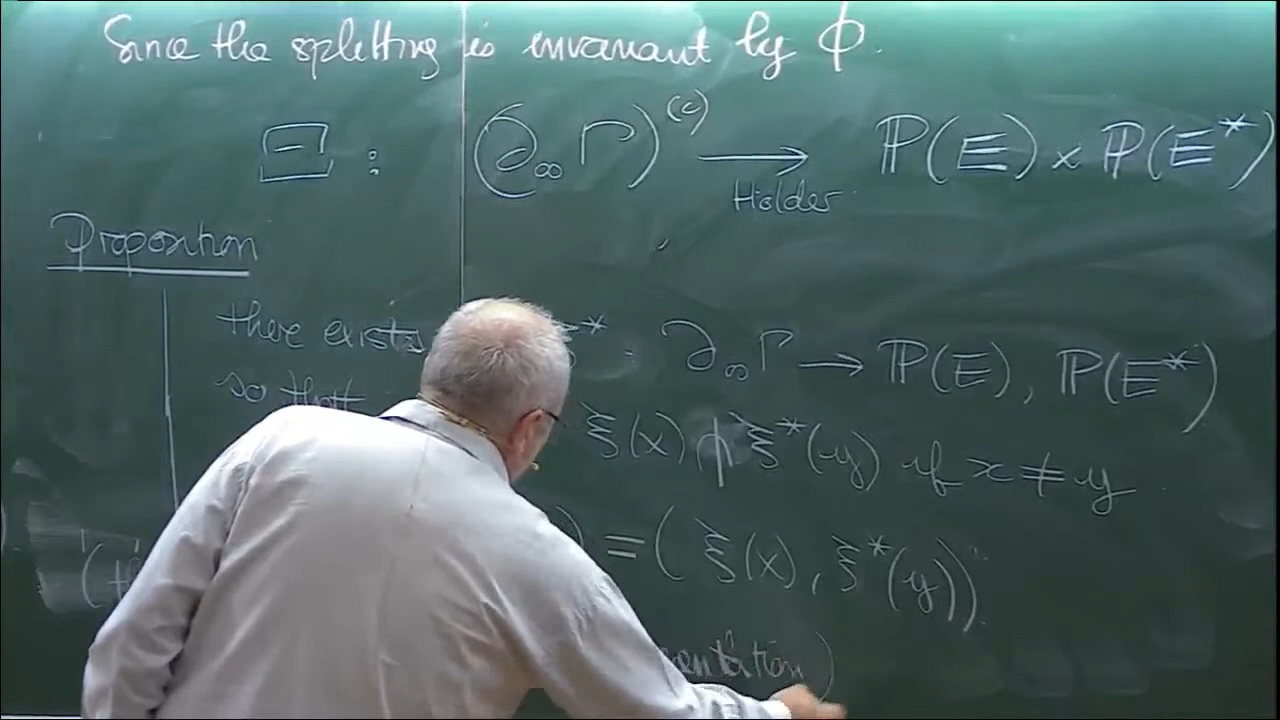 Since the splitting is invariant by ϕ.
Ξ : (∂∞Γ)^(2) ⟶ P(E) × P(E*)
Hölder
Proposition
there exists * : ∂∞Γ → P(E), P(E*)
so that
ξ(x) ⋔ ξ*(y) if x ≠ y
) = (ξ(x), ξ*(y))